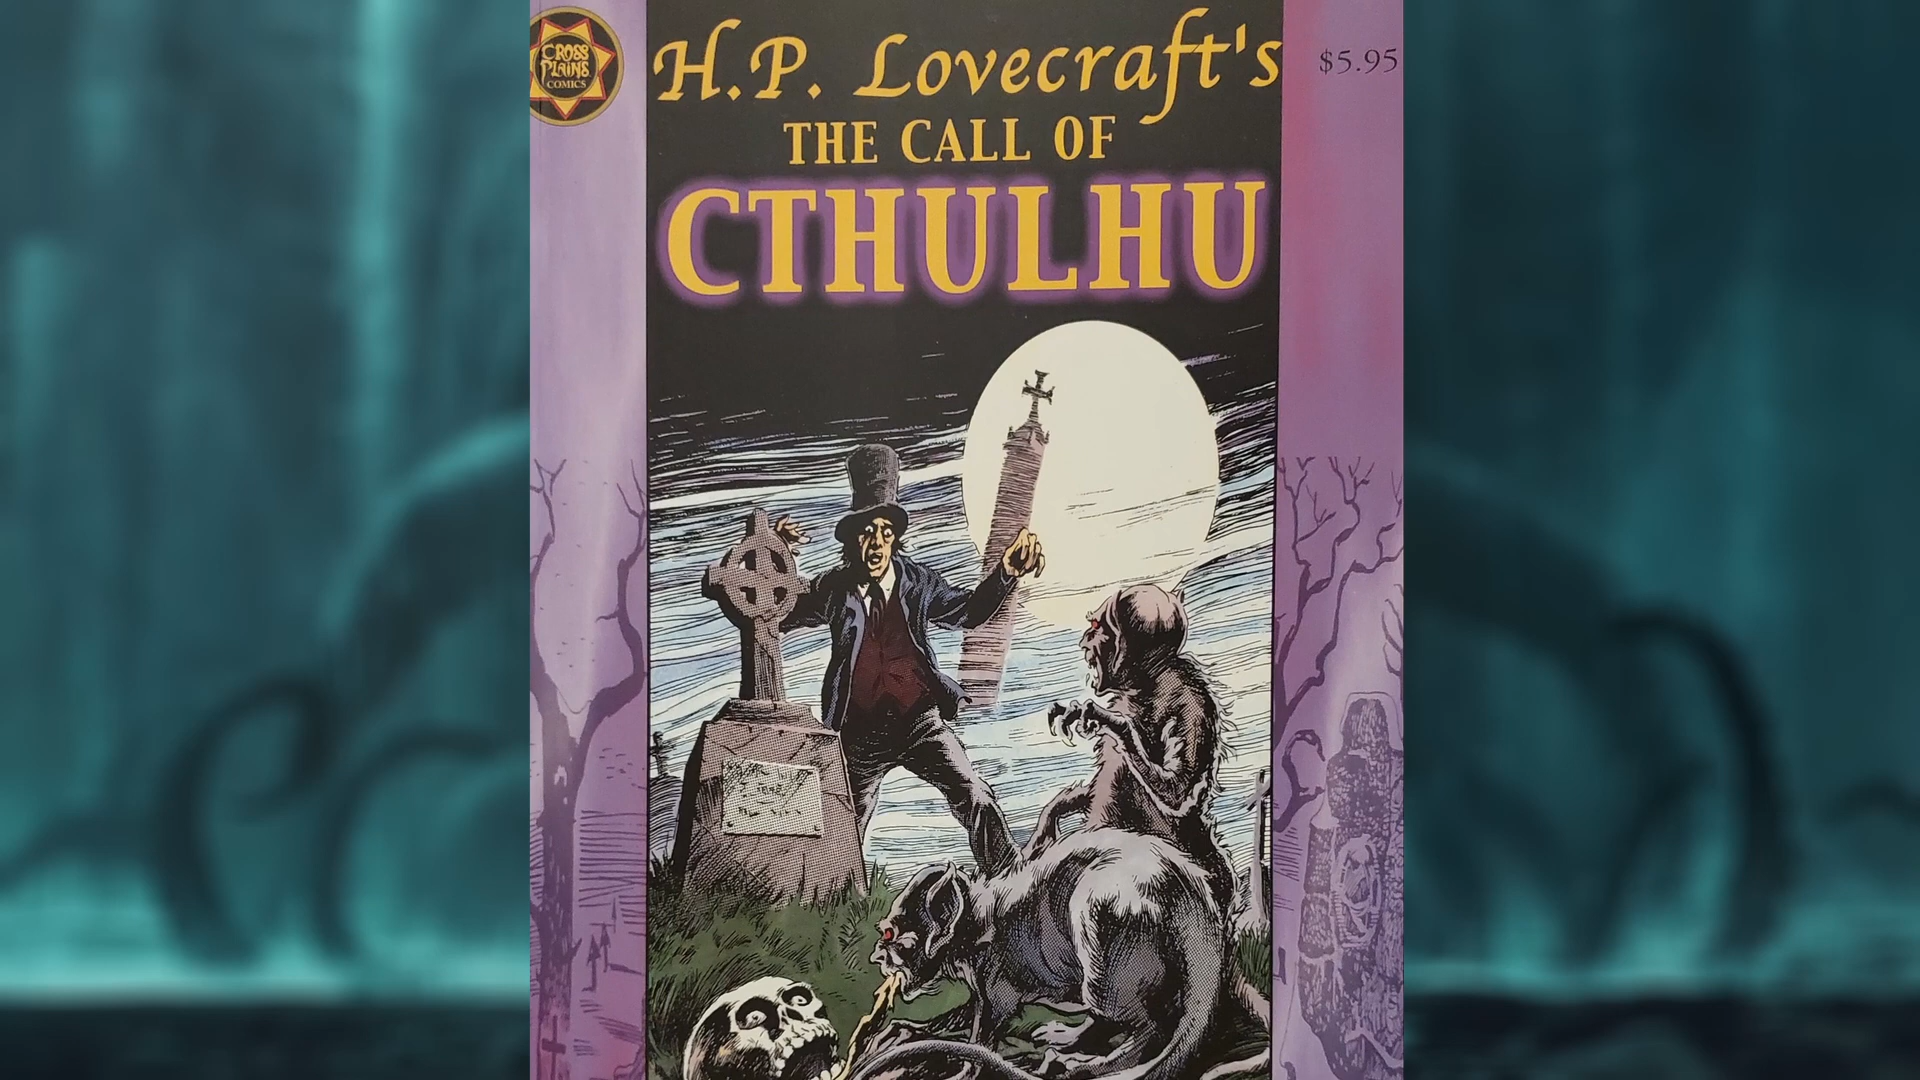 CROSS
PLAINS
COMICS
H.P. Lovecraft's
$5.95
THE CALL OF
CTHULHU